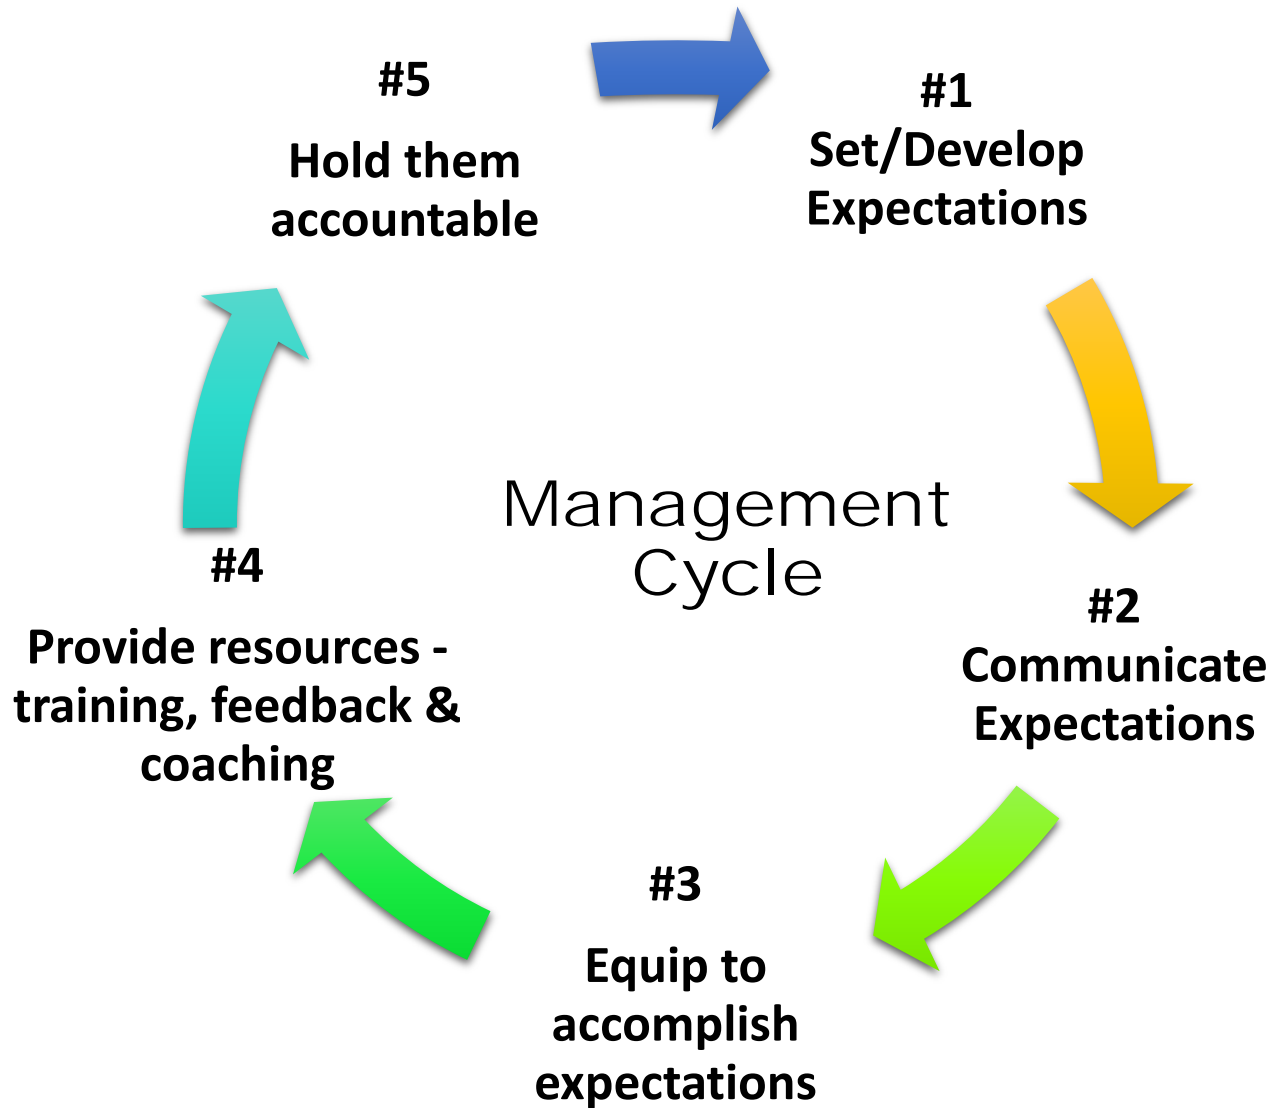 #1
Set/Develop
Expectations
#2
Communicate
Expectations
#3
Equip to
accomplish
expectations
#4
Provide resources -
training, feedback &
coaching
#5
Hold them
accountable
Management
Cycle